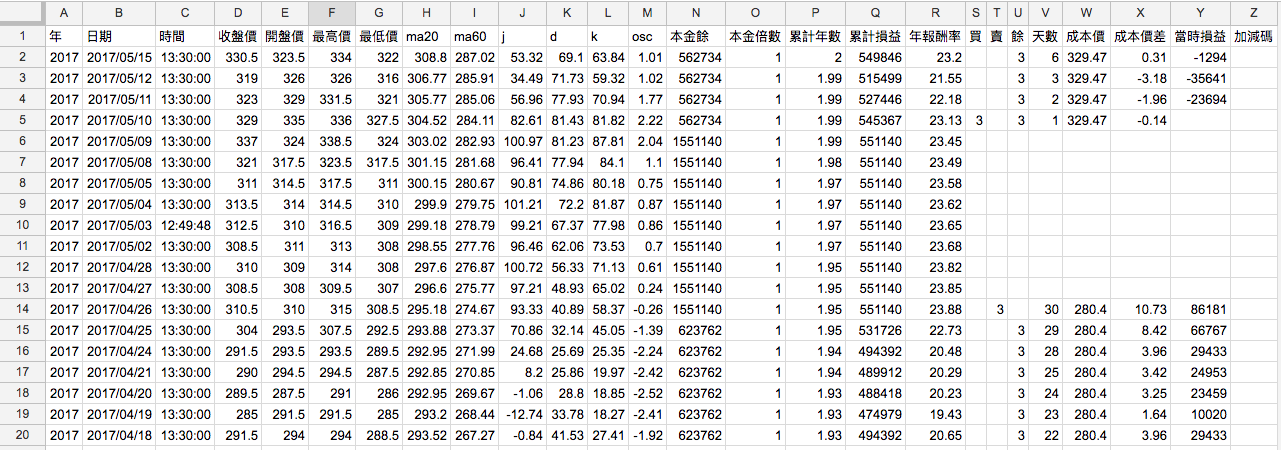 A B C D E F G H I J K L M N O P Q R S T U V W X Y Z
1 年 日期 時間 收盤價 開盤價 最高價 最低價 ma20 ma60 j d k osc 本金餘 本金倍數 累計年數 累計損益 年報酬率 買 賣 餘 天數 成本價 成本價差 當時損益 加減碼
2 2017 2017/05/15 13:30:00 330.5 323.5 334 322 308.8 287.02 53.32 69.1 63.84 1.01 562734 1 2 549846 23.2 3 6 329.47 0.31 -1294
3 2017 2017/05/12 13:30:00 319 326 326 316 306.77 285.91 34.49 71.73 59.32 1.02 562734 1 1.99 515499 21.55 3 3 329.47 -3.18 -35641
4 2017 2017/05/11 13:30:00 323 329 331.5 321 305.77 285.06 56.96 77.93 70.94 1.77 562734 1 1.99 527446 22.18 3 2 329.47 -1.96 -23694
5 2017 2017/05/10 13:30:00 329 335 336 327.5 304.52 284.11 82.61 81.43 81.82 2.22 562734 1 1.99 545367 23.13 3 3 1 329.47 -0.14
6 2017 2017/05/09 13:30:00 337 324 338.5 324 303.02 282.93 100.97 81.23 87.81 2.04 1551140 1 1.99 551140 23.45
7 2017 2017/05/08 13:30:00 321 317.5 323.5 317.5 301.15 281.68 96.41 77.94 84.1 1.1 1551140 1 1.98 551140 23.49
8 2017 2017/05/05 13:30:00 311 314.5 317.5 311 300.15 280.67 90.81 74.86 80.18 0.75 1551140 1 1.97 551140 23.58
9 2017 2017/05/04 13:30:00 313.5 314 314.5 310 299.9 279.75 101.21 72.2 81.87 0.87 1551140 1 1.97 551140 23.62
10 2017 2017/05/03 12:49:48 312.5 310 316.5 309 299.18 278.79 99.21 67.37 77.98 0.86 1551140 1 1.97 551140 23.65
11 2017 2017/05/02 13:30:00 308.5 311 313 308 298.55 277.76 96.46 62.06 73.53 0.7 1551140 1 1.97 551140 23.68
12 2017 2017/04/28 13:30:00 310 309 314 308 297.6 276.87 100.72 56.33 71.13 0.61 1551140 1 1.95 551140 23.82
13 2017 2017/04/27 13:30:00 308.5 308 309.5 307 296.6 275.77 97.21 48.93 65.02 0.24 1551140 1 1.95 551140 23.85
14 2017 2017/04/26 13:30:00 310.5 310 315 308.5 295.18 274.67 93.33 40.89 58.37 -0.26 1551140 1 1.95 551140 23.88 3 30 280.4 10.73 86181
15 2017 2017/04/25 13:30:00 304 293.5 307.5 292.5 293.88 273.37 70.86 32.14 45.05 -1.39 623762 1 1.95 531726 22.73 3 29 280.4 8.42 66767
16 2017 2017/04/24 13:30:00 291.5 293.5 293.5 289.5 292.95 271.99 24.68 25.69 25.35 -2.24 623762 1 1.94 494392 20.48 3 28 280.4 3.96 29433
17 2017 2017/04/21 13:30:00 290 294.5 294.5 287.5 292.85 270.85 8.2 25.86 19.97 -2.42 623762 1 1.94 489912 20.29 3 25 280.4 3.42 24953
18 2017 2017/04/20 13:30:00 289.5 287.5 291 286 292.95 269.67 -1.06 28.8 18.85 -2.52 623762 1 1.93 488418 20.23 3 24 280.4 3.25 23459
19 2017 2017/04/19 13:30:00 285 291.5 291.5 285 293.2 268.44 -12.74 33.78 18.27 -2.41 623762 1 1.93 474979 19.43 3 23 280.4 1.64 10020
20 2017 2017/04/18 13:30:00 291.5 294 294 288.5 293.52 267.27 -0.84 41.53 27.41 -1.92 623762 1 1.93 494392 20.65 3 22 280.4 3.96 29433